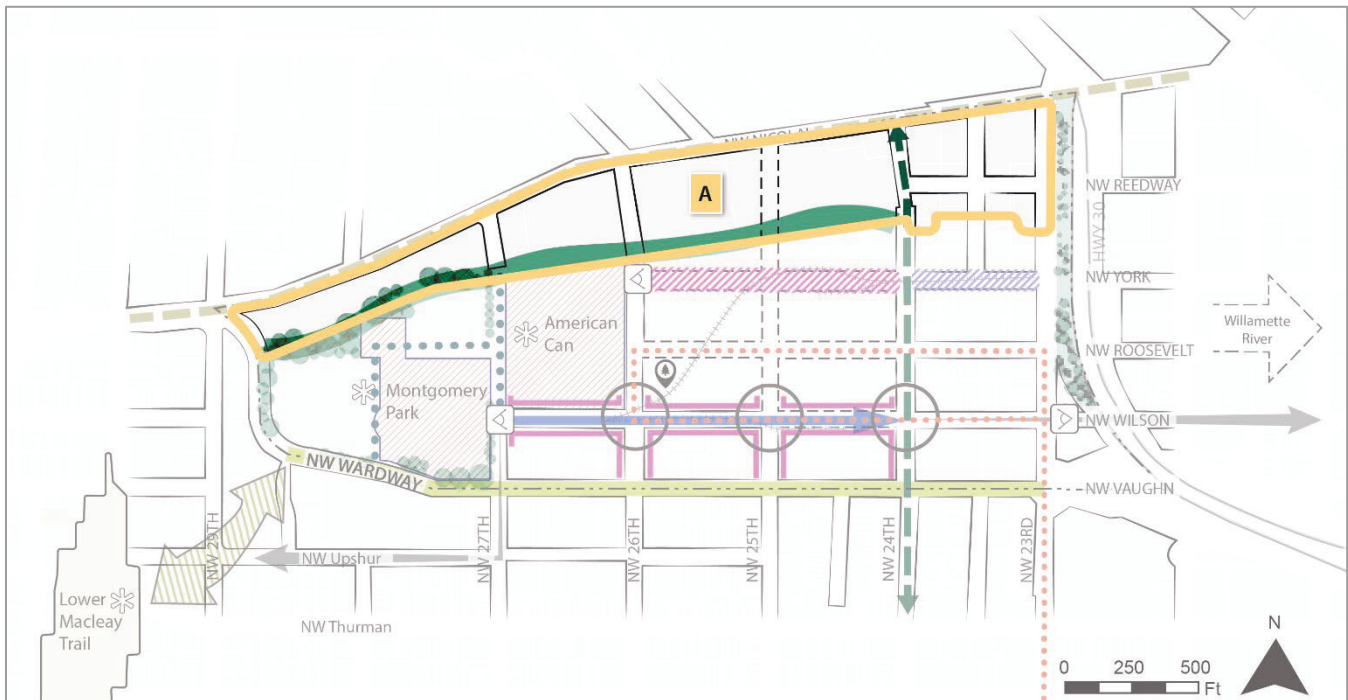 NW NICOLAI
A
NW REEDWAY
HWY 30
NW YORK
American
Can
Willamette
River
NW ROOSEVELT
Montgomery
Park
NW WILSON
NW WARDWAY
NW VAUGHN
NW 29TH
NW 27TH
NW 26TH
NW 25TH
NW 24TH
NW 23RD
NW Upshur
Lower
Macleay
Trail
NW Thurman
N
0 250 500
Ft